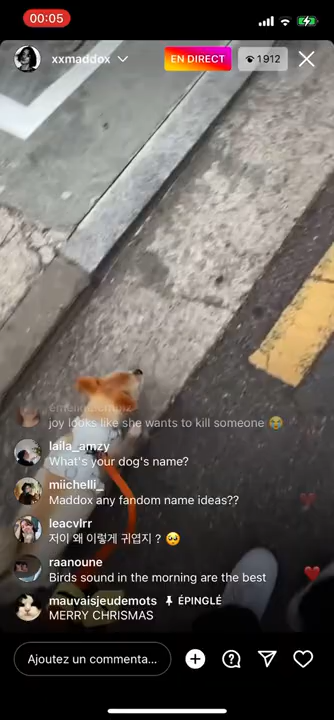 00:05
xxmaddox
EN DIRECT
1 912
joy looks like she wants to kill someone 😭
laila_amzy
What's your dog's name?
miichelli_
Maddox any fandom name ideas??
leacvlrr
저이 왜 이렇게 귀엽지 ? 🥺
raanoune
Birds sound in the morning are the best
mauvaisjeudemots ÉPINGLÉ
MERRY CHRISMAS
Ajoutez un commenta...